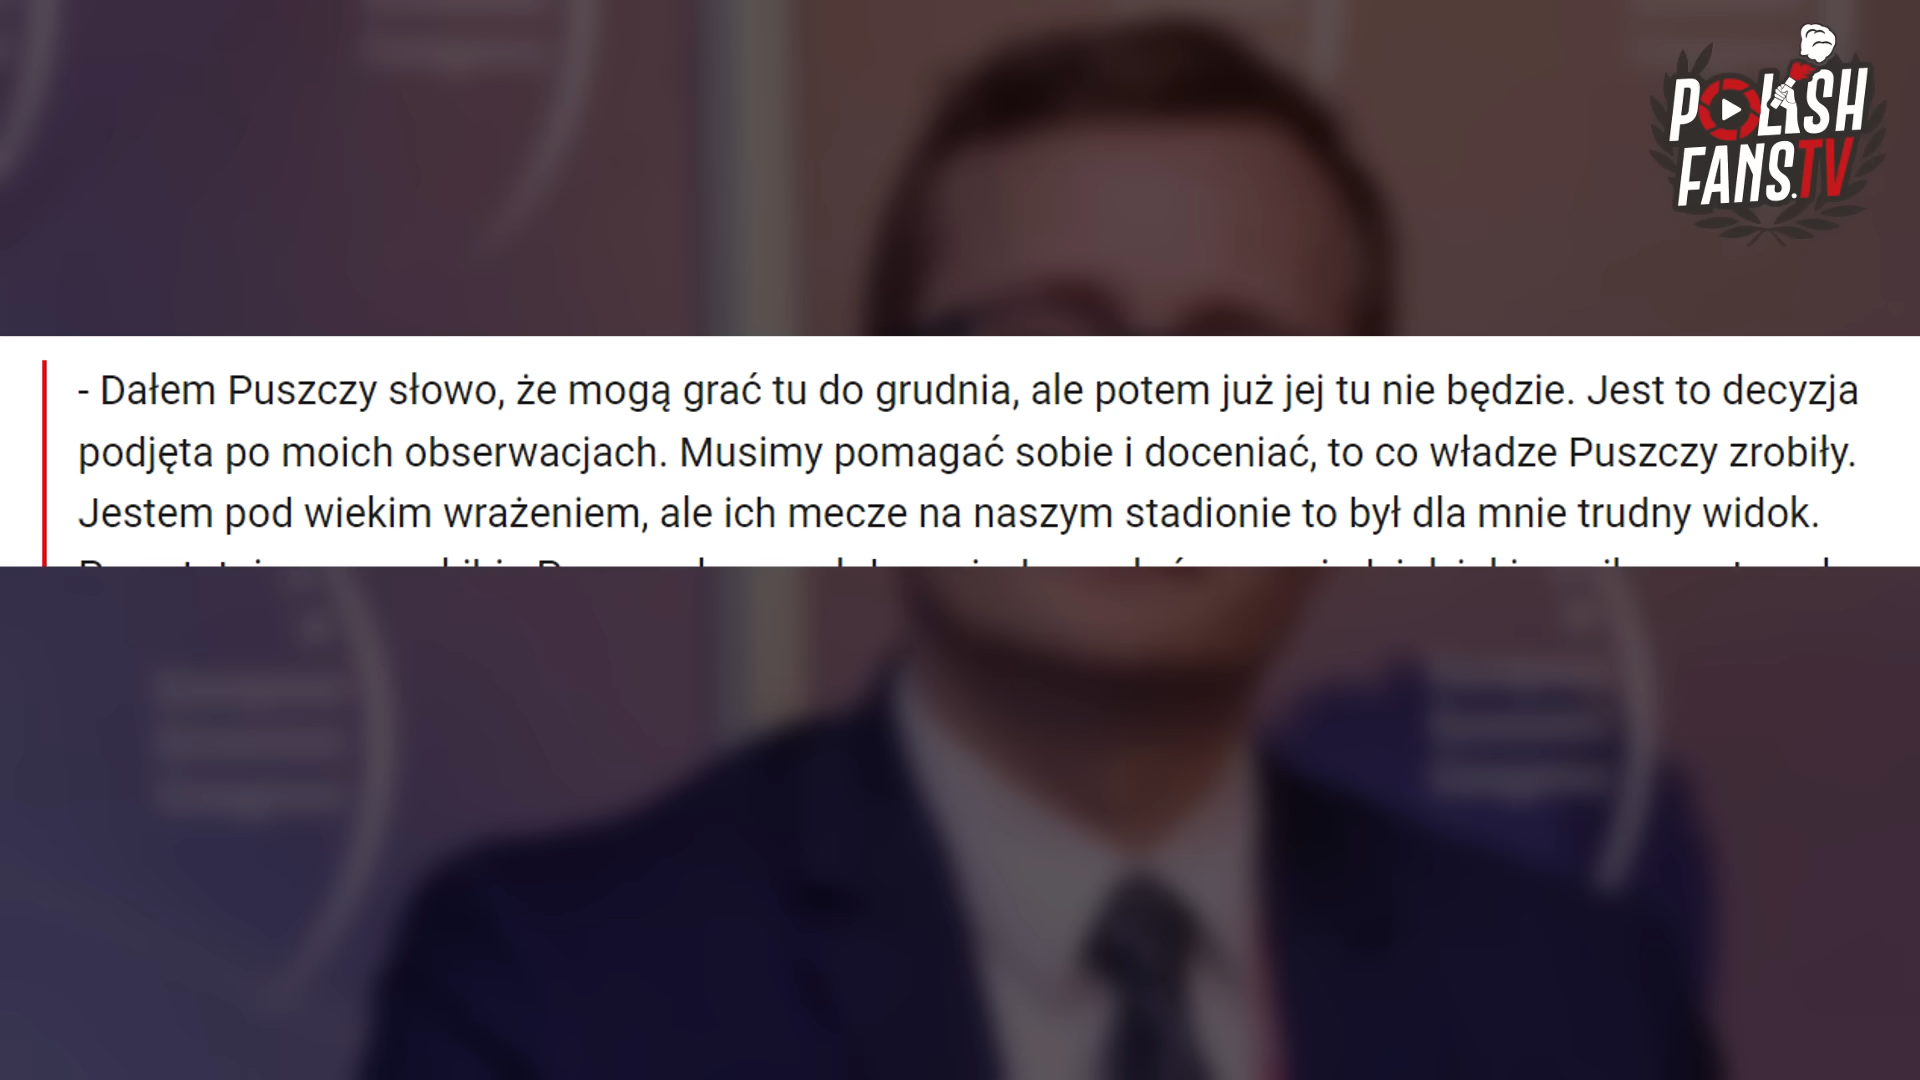 POLISH
FANS.TV
- Dałem Puszczy słowo, że mogą grać tu do grudnia, ale potem już jej tu nie będzie. Jest to decyzja
podjęta po moich obserwacjach. Musimy pomagać sobie i doceniać, to co władze Puszczy zrobiły.
Jestem pod wiekim wrażeniem, ale ich mecze na naszym stadionie to był dla mnie trudny widok.